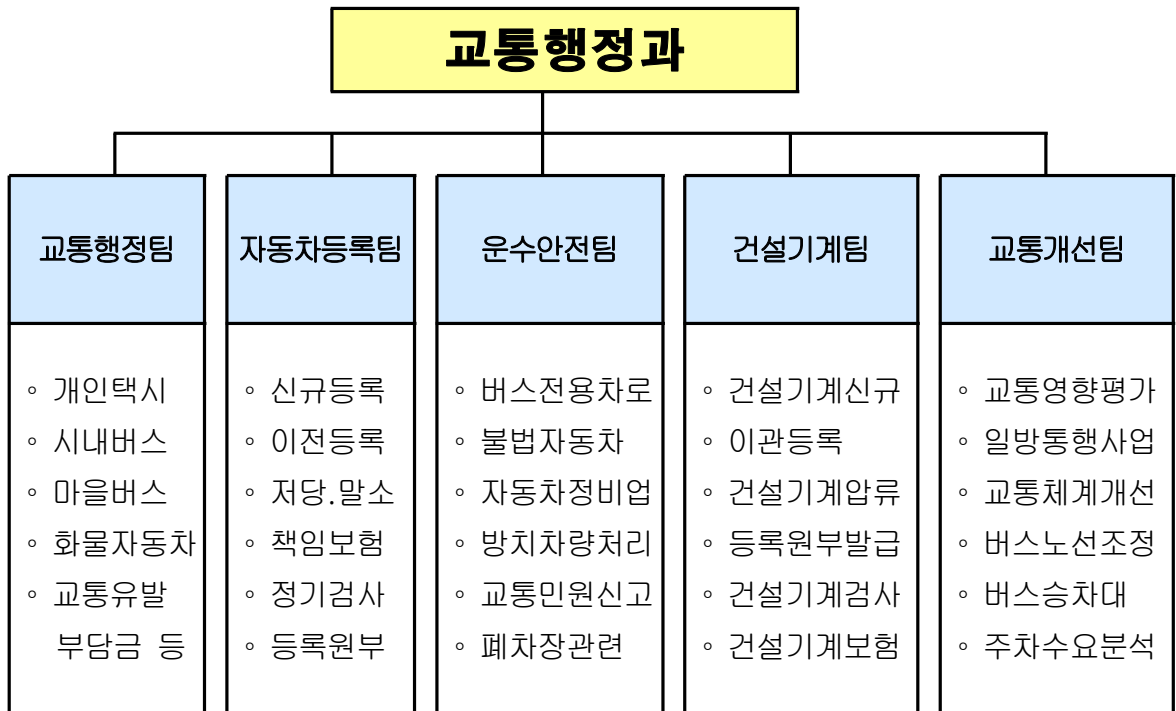 교통행정과
교통행정팀
자동차등록팀
운수안전팀
건설기계팀
교통개선팀
◦ 개인택시
◦ 시내버스
◦ 마을버스
◦ 화물자동차
◦ 교통유발
부담금 등
◦ 신규등록
◦ 이전등록
◦ 저당.말소
◦ 책임보험
◦ 정기검사
◦ 등록원부
◦ 버스전용차로
◦ 불법자동차
◦ 자동차정비업
◦ 방치차량처리
◦ 교통민원신고
◦ 폐차장관련
◦ 건설기계신규
◦ 이관등록
◦ 건설기계압류
◦ 등록원부발급
◦ 건설기계검사
◦ 건설기계보험
◦ 교통영향평가
◦ 일방통행사업
◦ 교통체계개선
◦ 버스노선조정
◦ 버스승차대
◦ 주차수요분석